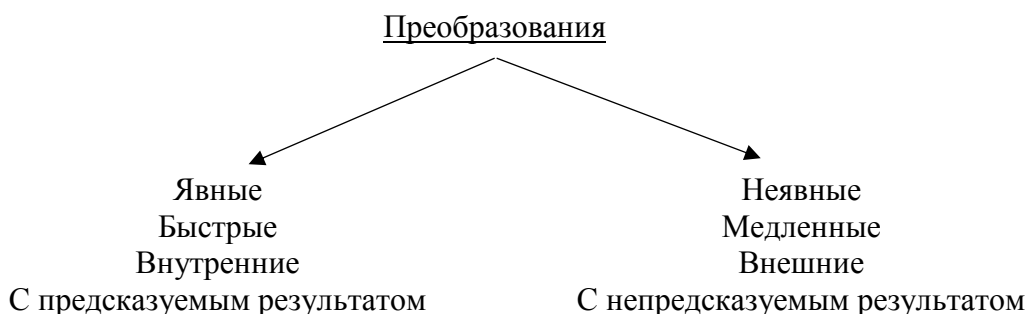 Преобразования
Явные
Быстрые
Внутренние
С предсказуемым результатом
Неявные
Медленные
Внешние
С непредсказуемым результатом